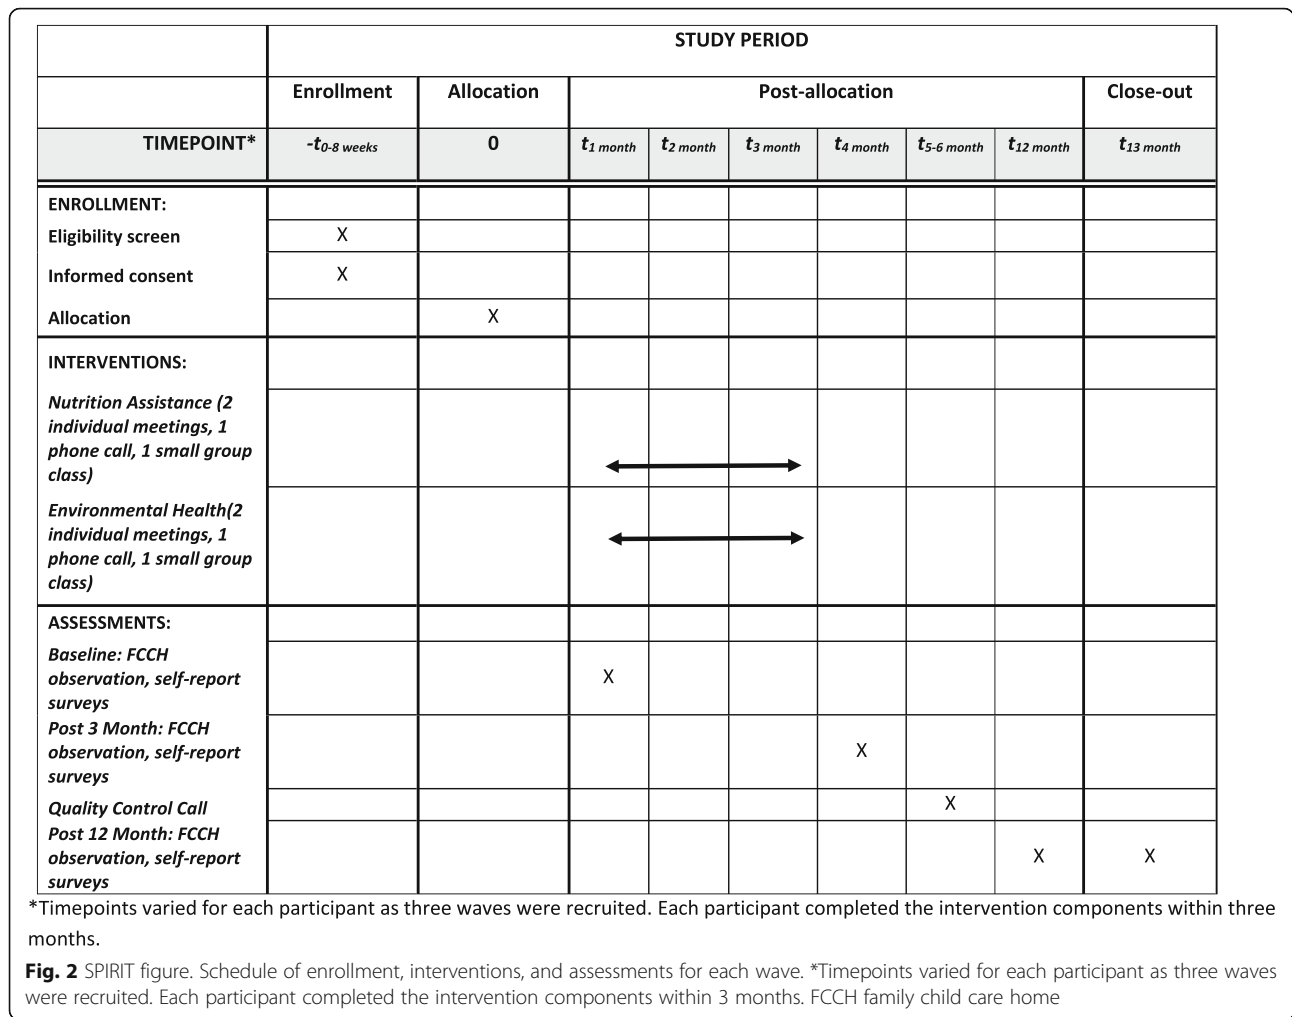 STUDY PERIOD
Enrollment Allocation Post-allocation Close-out
TIMEPOINT* -t0-8 weeks 0 t1 month t2 month t3 month t4 month t5-6 month t12 month t13 month
ENROLLMENT:
Eligibility screen X
Informed consent X
Allocation X
INTERVENTIONS:
Nutrition Assistance (2
individual meetings, 1
phone call, 1 small group
class)
Environmental Health(2
individual meetings, 1
phone call, 1 small group
class)
ASSESSMENTS:
Baseline: FCCH
observation, self-report X
surveys
Post 3 Month: FCCH
observation, self-report X
surveys
Quality Control Call X
Post 12 Month: FCCH
observation, self-report X X
surveys
*Timepoints varied for each participant as three waves were recruited. Each participant completed the intervention components within three
months.
Fig. 2 SPIRIT figure. Schedule of enrollment, interventions, and assessments for each wave. *Timepoints varied for each participant as three waves
were recruited. Each participant completed the intervention components within 3 months. FCCH family child care home